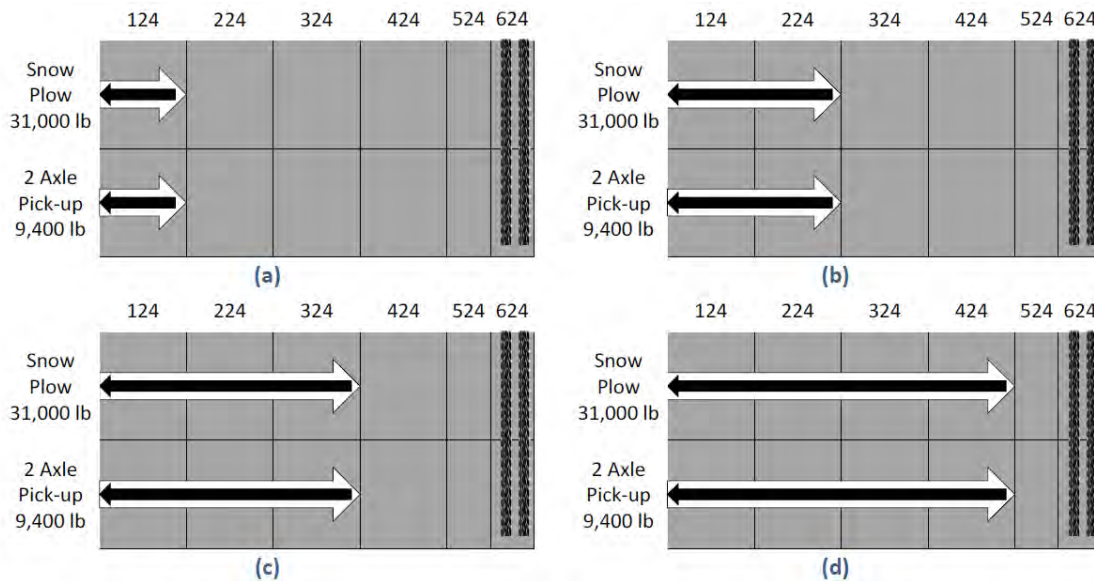 124 224 324 424 524 624
Snow
Plow
31,000 lb
2 Axle
Pick-up
9,400 lb
(a)
124 224 324 424 524 624
Snow
Plow
31,000 lb
2 Axle
Pick-up
9,400 lb
(b)
124 224 324 424 524 624
Snow
Plow
31,000 lb
2 Axle
Pick-up
9,400 lb
(c)
124 224 324 424 524 624
Snow
Plow
31,000 lb
2 Axle
Pick-up
9,400 lb
(d)